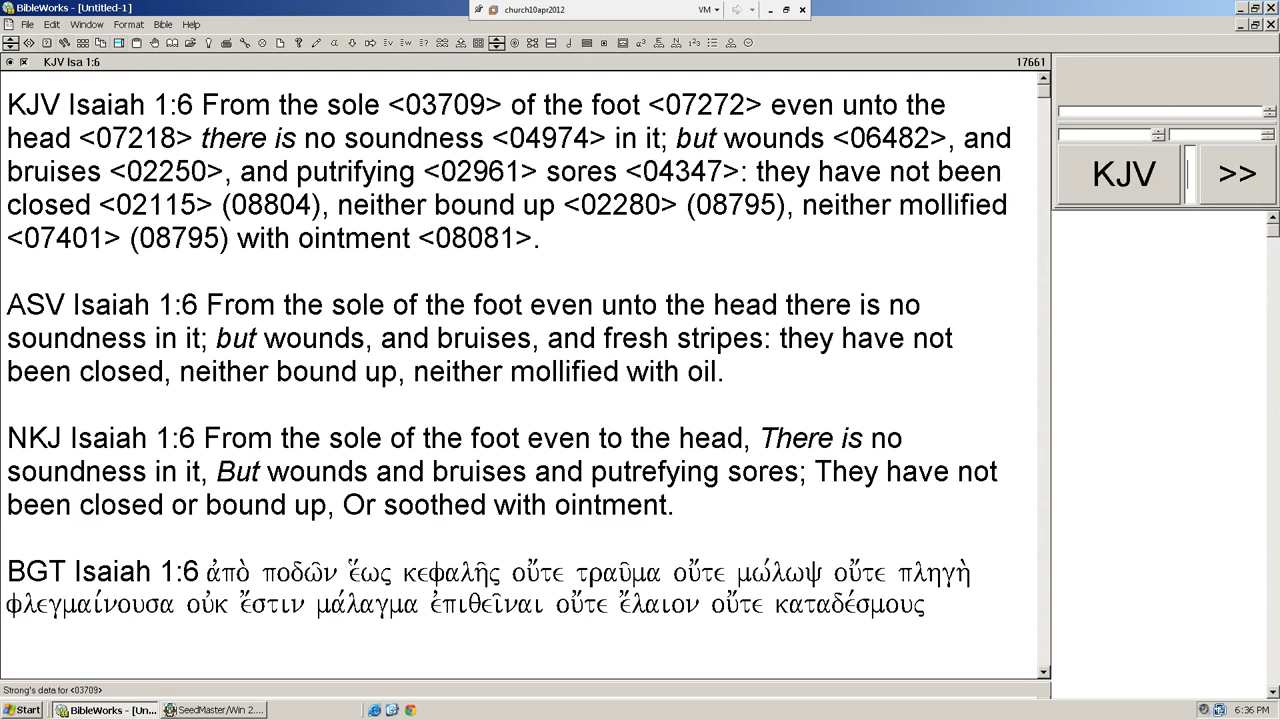 BibleWorks - [Untitled-1]
church10apr2012
VM
File Edit Window Format Bible Help
KJV Isa 1:6 17661
KJV Isaiah 1:6 From the sole <03709> of the foot <07272> even unto the
head <07218> there is no soundness <04974> in it; but wounds <06482>, and
bruises <02250>, and putrifying <02961> sores <04347>: they have not been
closed <02115> (08804), neither bound up <02280> (08795), neither mollified
<07401> (08795) with ointment <08081>.
ASV Isaiah 1:6 From the sole of the foot even unto the head there is no
soundness in it; but wounds, and bruises, and fresh stripes: they have not
been closed, neither bound up, neither mollified with oil.
NKJ Isaiah 1:6 From the sole of the foot even to the head, There is no
soundness in it, But wounds and bruises and putrefying sores; They have not
been closed or bound up, Or soothed with ointment.
BGT Isaiah 1:6 ἀπὸ ποδῶν ἕως κεφαλῆς οὔτε τραῦμα οὔτε μώλωψ οὔτε πληγὴ
φλεγμαίνουσα οὐκ ἔστιν μάλαγμα ἐπιθεῖναι οὔτε ἔλαιον οὔτε καταδέσμους
KJV >>
Strong's data for <03709>
Start BibleWorks - [Un... SeedMaster/Win 2.... 6:36 PM